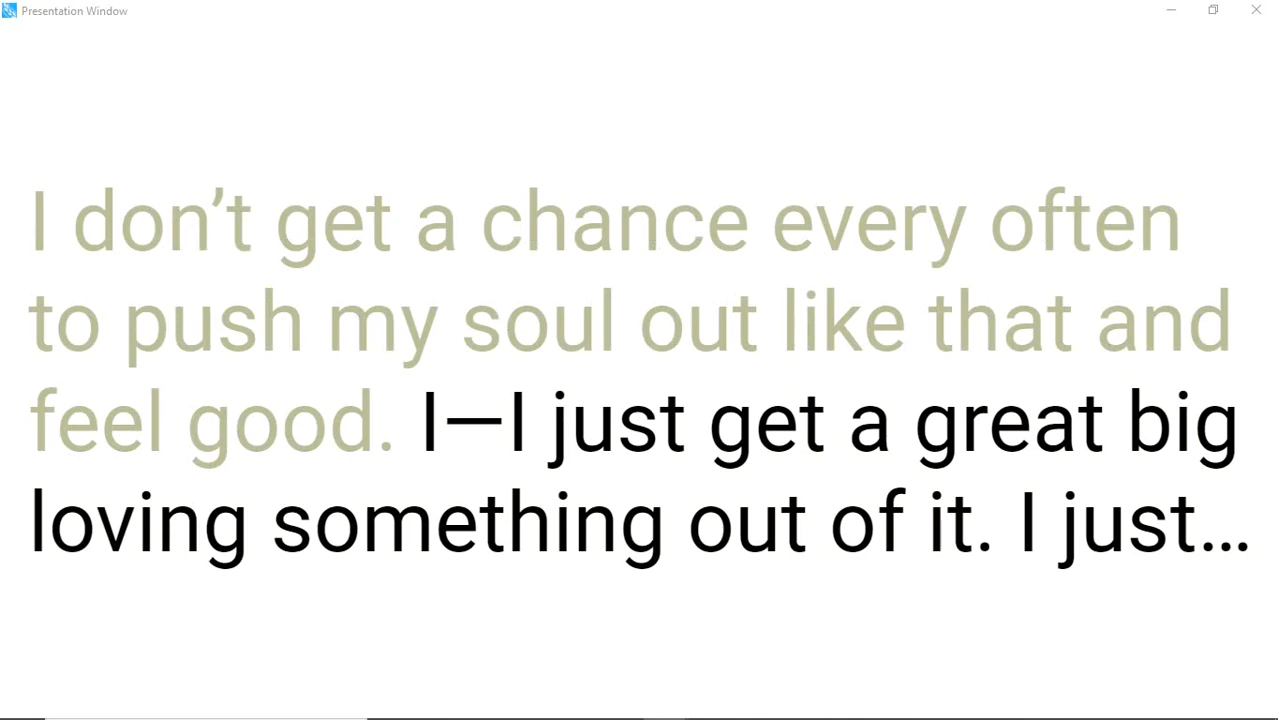 Presentation Window
I don’t get a chance every often
to push my soul out like that and
feel good. I—I just get a great big
loving something out of it. I just...